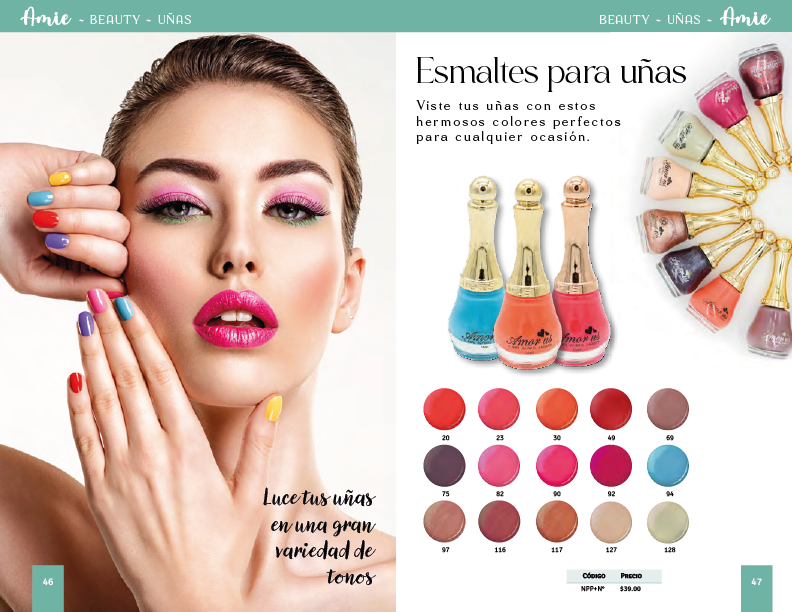 Amie ~ BEAUTY ~ UÑAS
Luce tus uñas
en una gran
variedad de
tonos
46
BEAUTY ~ UÑAS ~ Amie
Esmaltes para uñas
Viste tus uñas con estos
hermosos colores perfectos
para cualquier ocasión.
Amor us
Amor us
20 23 30 49 69
75 82 90 92 94
97 116 117 127 128
CÓDIGO PRECIO
NPP+Nº $39.00
47